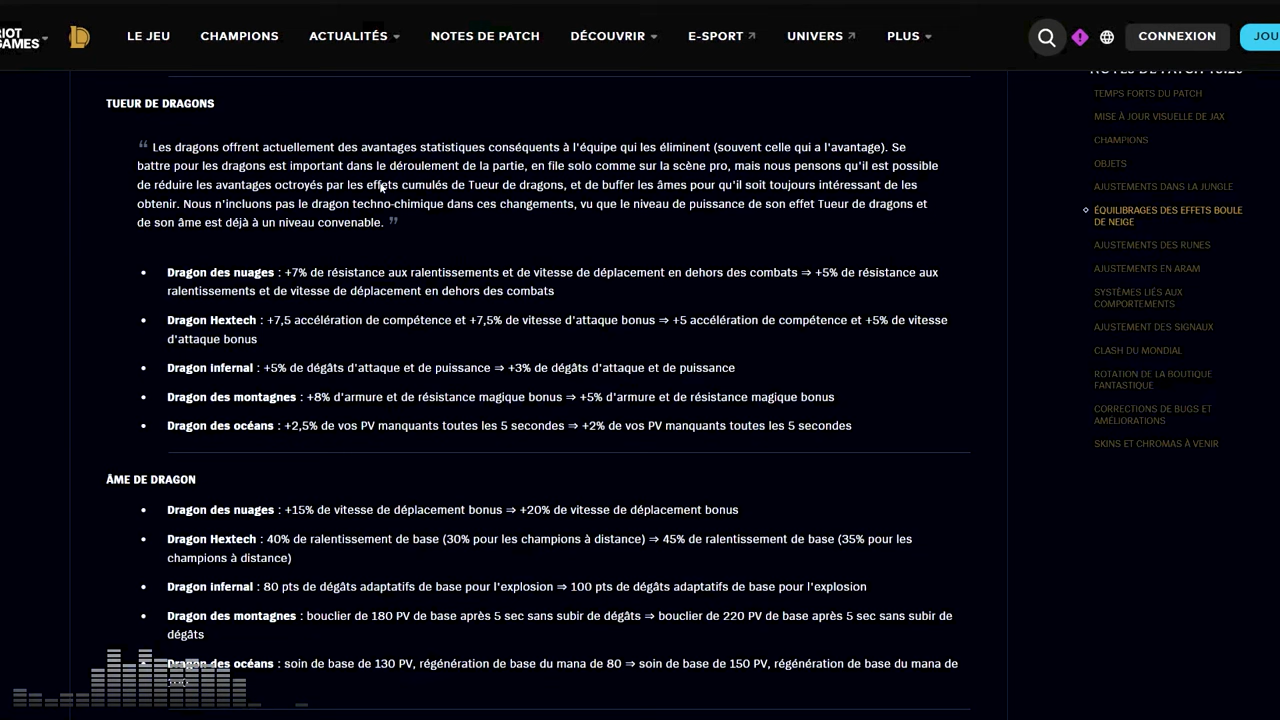 RIOT
GAMES
LE JEU
CHAMPIONS
ACTUALITÉS
NOTES DE PATCH
DÉCOUVRIR
E-SPORT
UNIVERS
PLUS
CONNEXION
JOU
TUEUR DE DRAGONS
“ Les dragons offrent actuellement des avantages statistiques conséquents à l'équipe qui les éliminent (souvent celle qui a l'avantage). Se
battre pour les dragons est important dans le déroulement de la partie, en file solo comme sur la scène pro, mais nous pensons qu'il est possible
de réduire les avantages octroyés par les effets cumulés de Tueur de dragons, et de buffer les âmes pour qu'il soit toujours intéressant de les
obtenir. Nous n'incluons pas le dragon techno-chimique dans ces changements, vu que le niveau de puissance de son effet Tueur de dragons et
de son âme est déjà à un niveau convenable. ”
• Dragon des nuages : +7% de résistance aux ralentissements et de vitesse de déplacement en dehors des combats ⇒ +5% de résistance aux
ralentissements et de vitesse de déplacement en dehors des combats
• Dragon Hextech : +7,5 accélération de compétence et +7,5% de vitesse d'attaque bonus ⇒ +5 accélération de compétence et +5% de vitesse
d'attaque bonus
• Dragon infernal : +5% de dégâts d'attaque et de puissance ⇒ +3% de dégâts d'attaque et de puissance
• Dragon des montagnes : +8% d'armure et de résistance magique bonus ⇒ +5% d'armure et de résistance magique bonus
• Dragon des océans : +2,5% de vos PV manquants toutes les 5 secondes ⇒ +2% de vos PV manquants toutes les 5 secondes
ÂME DE DRAGON
• Dragon des nuages : +15% de vitesse de déplacement bonus ⇒ +20% de vitesse de déplacement bonus
• Dragon Hextech : 40% de ralentissement de base (30% pour les champions à distance) ⇒ 45% de ralentissement de base (35% pour les
champions à distance)
• Dragon infernal : 80 pts de dégâts adaptatifs de base pour l'explosion ⇒ 100 pts de dégâts adaptatifs de base pour l'explosion
• Dragon des montagnes : bouclier de 180 PV de base après 5 sec sans subir de dégâts ⇒ bouclier de 220 PV de base après 5 sec sans subir de
dégâts
• Dragon des océans : soin de base de 130 PV, régénération de base du mana de 80 ⇒ soin de base de 150 PV, régénération de base du mana de
NOTES DE PATCH
TEMPS FORTS DU PATCH
MISE À JOUR VISUELLE DE JAX
CHAMPIONS
OBJETS
AJUSTEMENTS DANS LA JUNGLE
ÉQUILIBRAGES DES EFFETS BOULE
DE NEIGE
AJUSTEMENTS DES RUNES
AJUSTEMENTS EN ARAM
SYSTÈMES LIÉS AUX
COMPORTEMENTS
AJUSTEMENT DES SIGNAUX
CLASH DU MONDIAL
ROTATION DE LA BOUTIQUE
FANTASTIQUE
CORRECTIONS DE BUGS ET
AMÉLIORATIONS
SKINS ET CHROMAS À VENIR